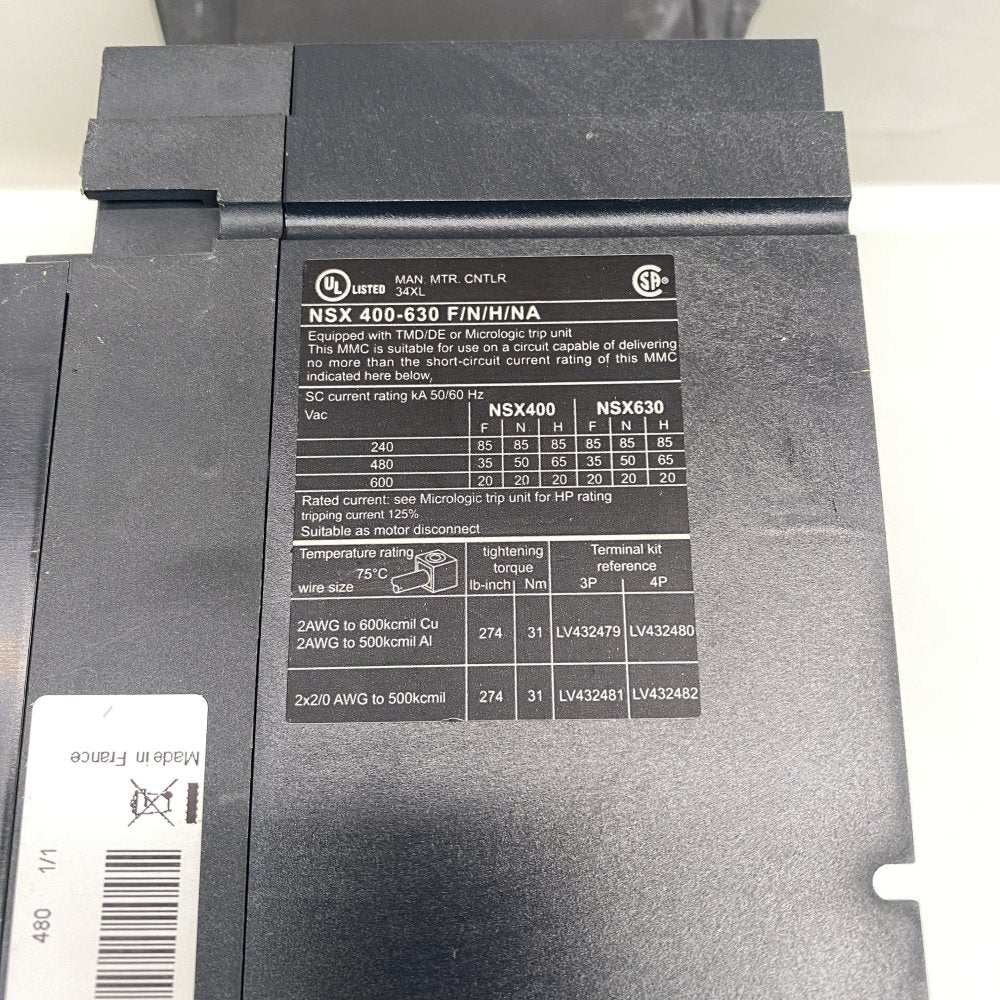 UL LISTED MAN. MTR. CNTLR SA®
34XL
NSX 400-630 F/N/H/NA
Equipped with TMD/DE or Micrologic trip unit
This MMC is suitable for use on a circuit capable of delivering
no more than the short-circuit current rating of this MMC
indicated here below,
SC current rating kA 50/60 Hz
Vac NSX400 NSX630
F N H F N H
240 85 85 85 85 85 85
480 35 50 65 35 50 65
600 20 20 20 20 20 20
Rated current: see Micrologic trip unit for HP rating
tripping current 125%
Suitable as motor disconnect
Temperature rating tightening Terminal kit
75°C torque reference
wire size lb-inch Nm 3P 4P
2AWG to 600kcmil Cu
2AWG to 500kcmil Al 274 31 LV432479 LV432480
2x2/0 AWG to 500kcmil 274 31 LV432481 LV432482
Made in France
480 1/1